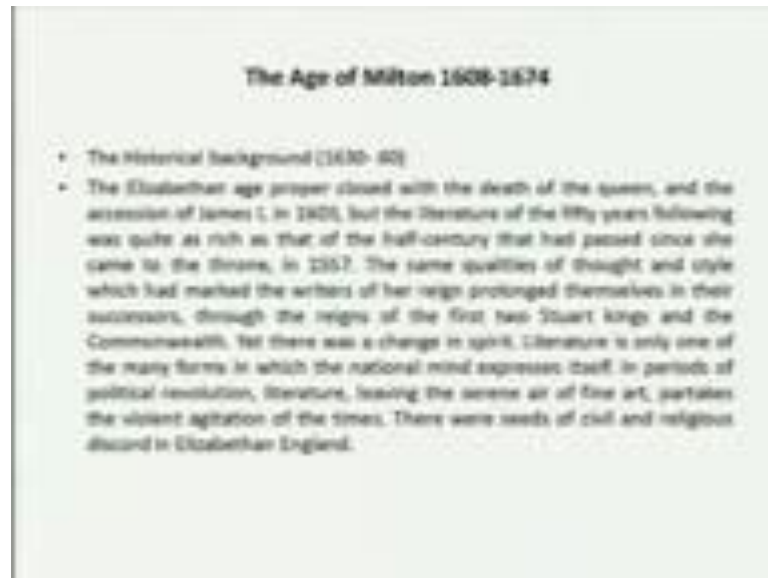 The Age of Milton 1608-1674
• The Historical background (1630- 60)
• The Elizabethan age proper closed with the death of the queen, and the
accession of James I, in 1603, but the literature of the fifty years following
was quite as rich as that of the half-century that had passed since she
came to the throne, in 1557. The same qualities of thought and style
which had marked the writers of her reign prolonged themselves in their
successors, through the reigns of the first two Stuart kings and the
Commonwealth. Yet there was a change in spirit. Literature is only one of
the many forms in which the national mind expresses itself. In periods of
political revolution, literature, leaving the serene air of fine art, partakes
the violent agitation of the times. There were seeds of civil and religious
discord in Elizabethan England.